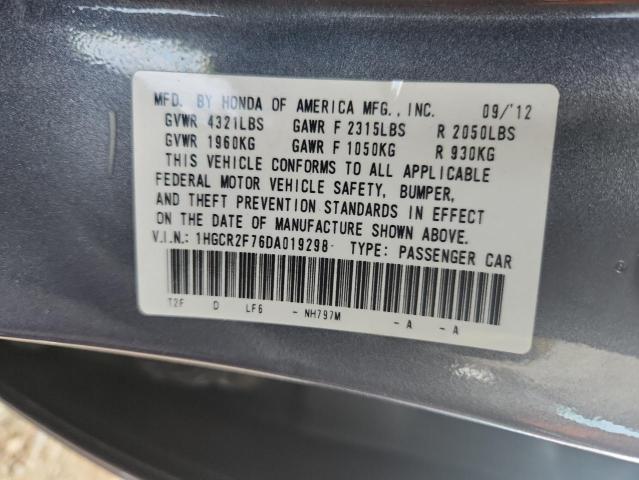 MFD. BY HONDA OF AMERICA MFG., INC. 09/'12
GVWR 4321LBS GAWR F 2315LBS R 2050LBS
GVWR 1960KG GAWR F 1050KG R 930KG
THIS VEHICLE CONFORMS TO ALL APPLICABLE
FEDERAL MOTOR VEHICLE SAFETY, BUMPER,
AND THEFT PREVENTION STANDARDS IN EFFECT
ON THE DATE OF MANUFACTURE SHOWN ABOVE.
V.I.N.: 1HGCR2F76DA019298 TYPE: PASSENGER CAR
T2F D LF6 - NH797M - A - A